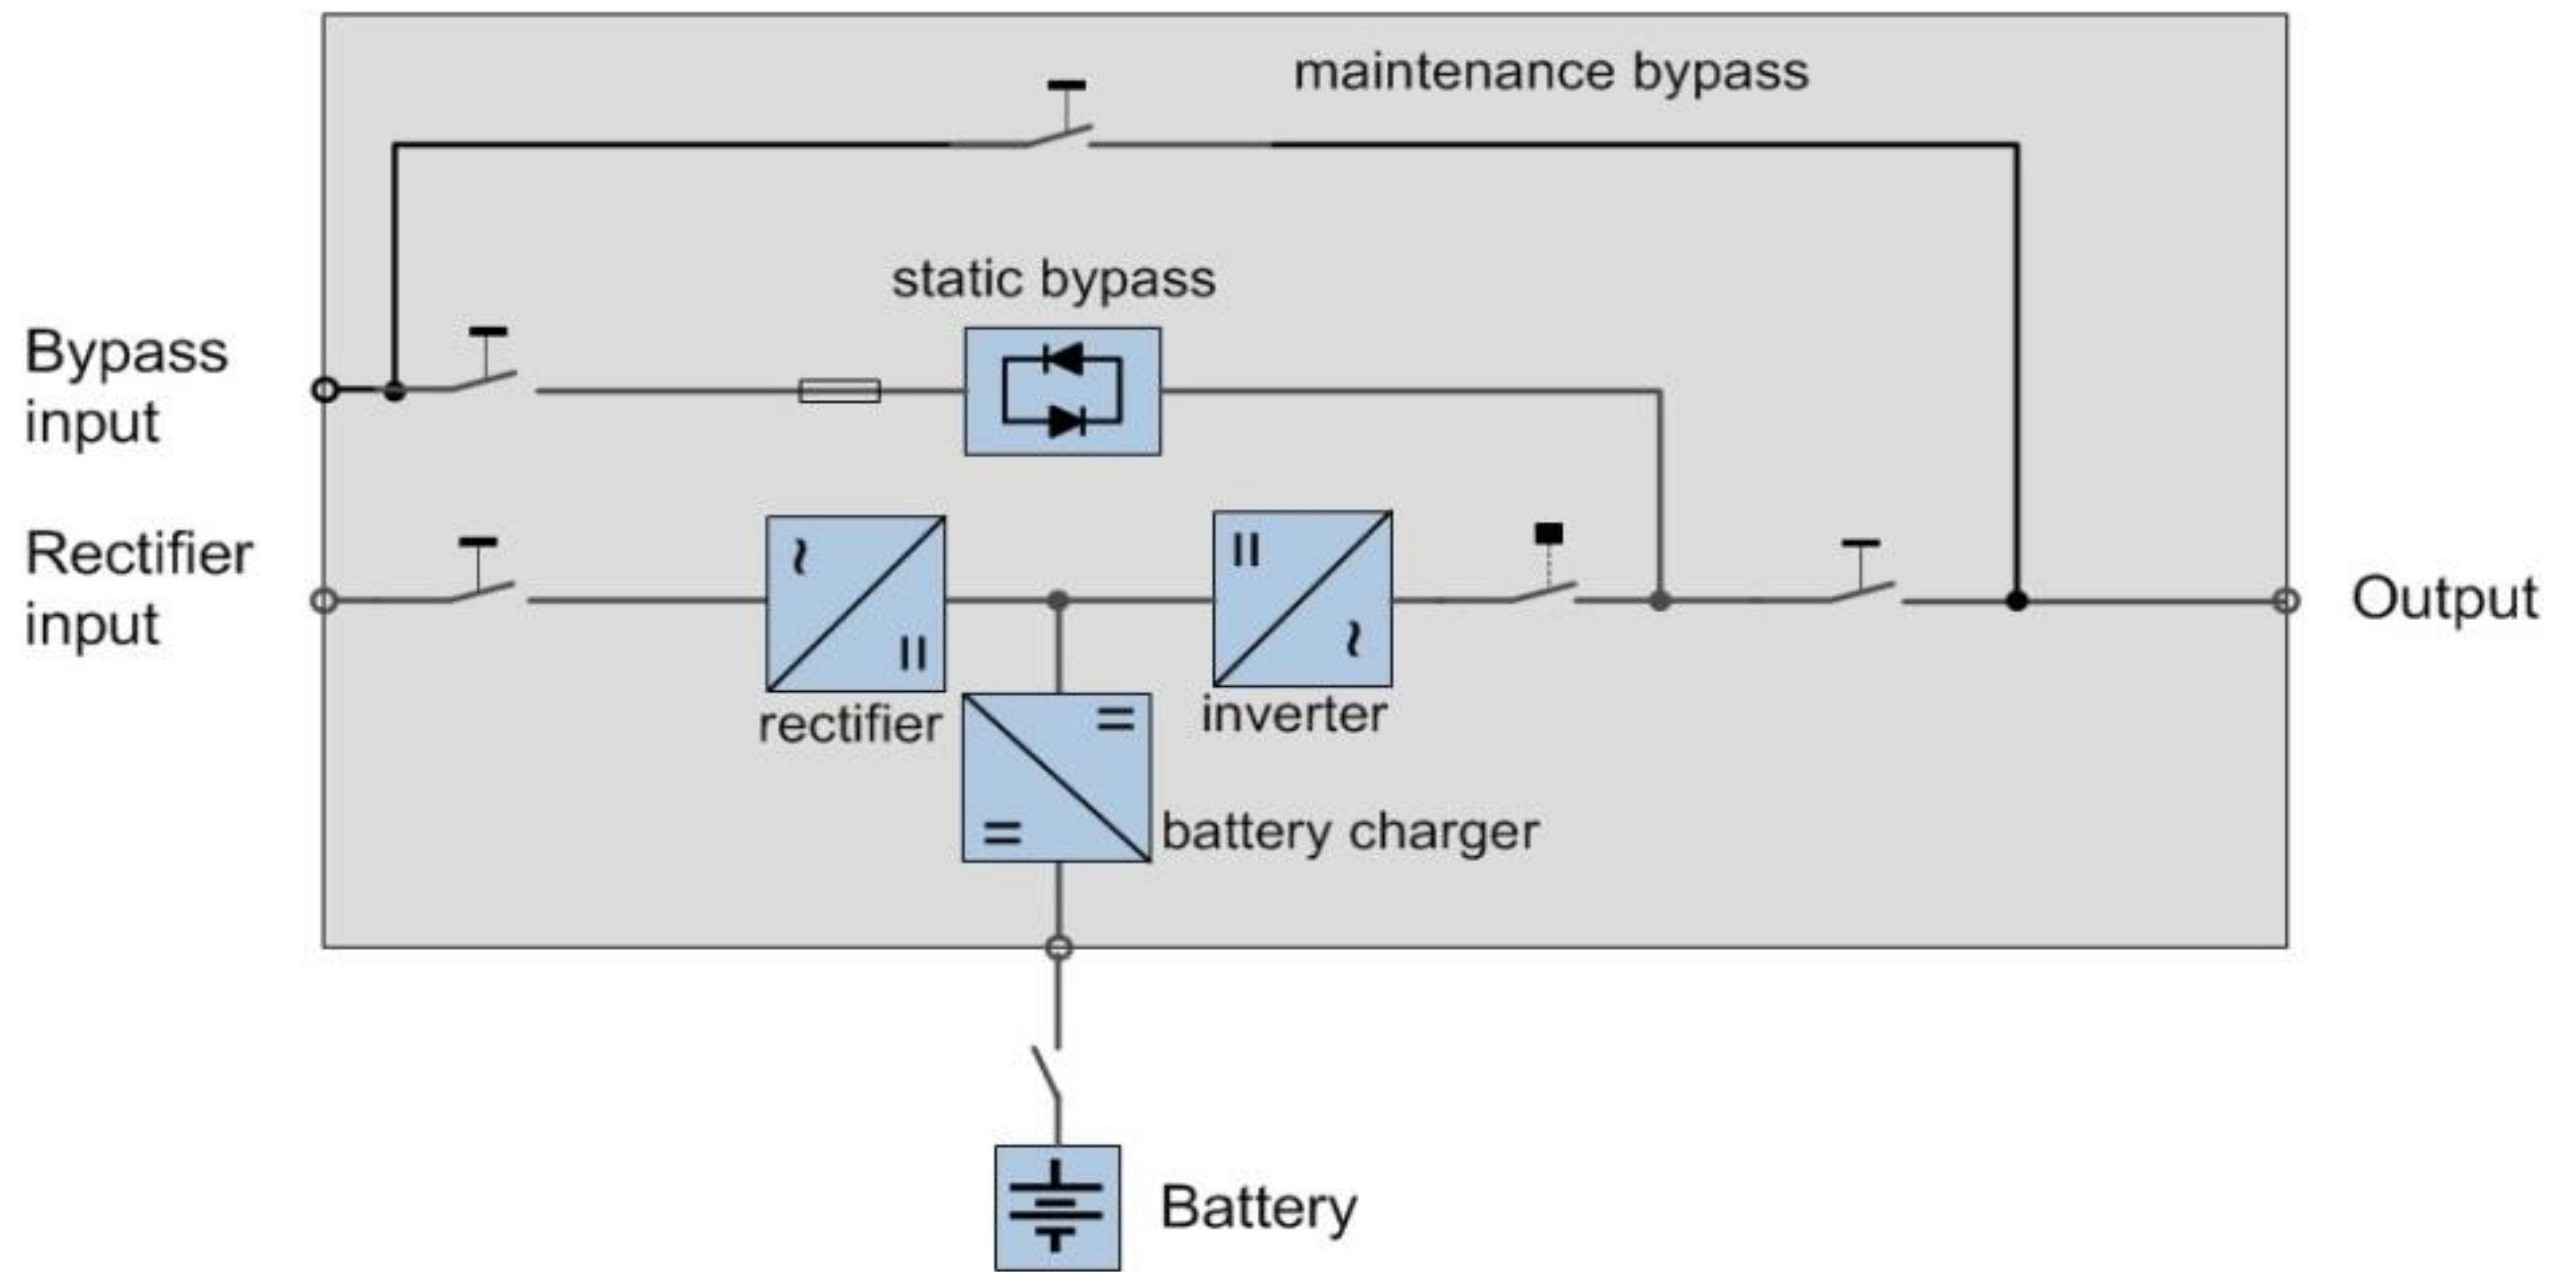 maintenance bypass
static bypass
Bypass
input
Rectifier
input
Output
rectifier
inverter
battery charger
Battery